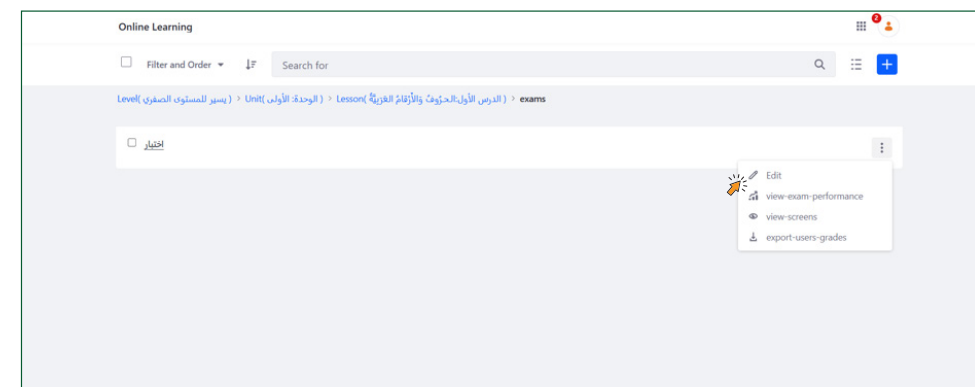 Online Learning
2
Filter and Order
Search for
Level( يسير للمستوى الصفري ) > Unit( الوحدة: الأولى ) > Lesson( الدرس الأول:الحرُوفُ وَالأَرْقامُ العَرَبِيَّةُ ) > exams
اختبار
Edit
view-exam-performance
view-screens
export-users-grades